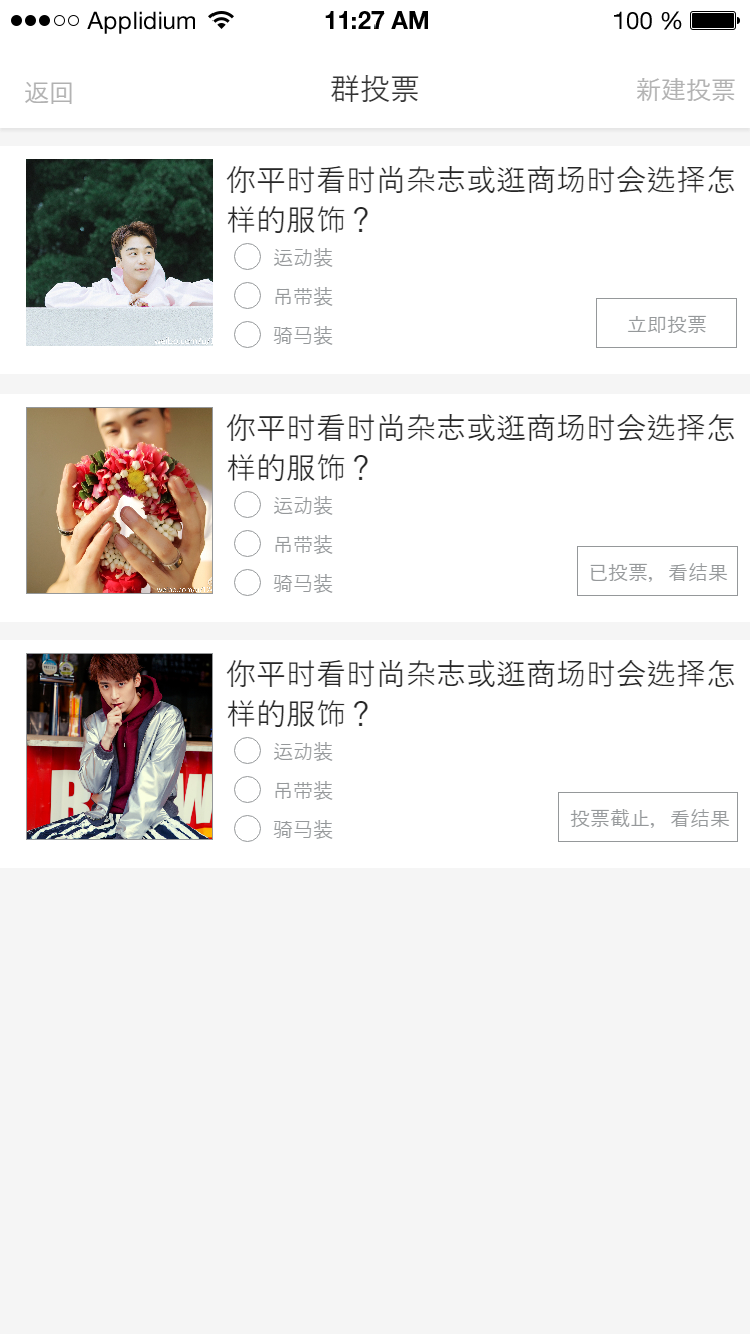 Applidium 11:27 AM 100 %
返回 群投票 新建投票
你平时看时尚杂志或逛商场时会选择怎
样的服饰？
运动装
吊带装
立即投票
骑马装
你平时看时尚杂志或逛商场时会选择怎
样的服饰？
运动装
吊带装
已投票，看结果
骑马装
你平时看时尚杂志或逛商场时会选择怎
样的服饰？
运动装
吊带装
投票截止，看结果
骑马装